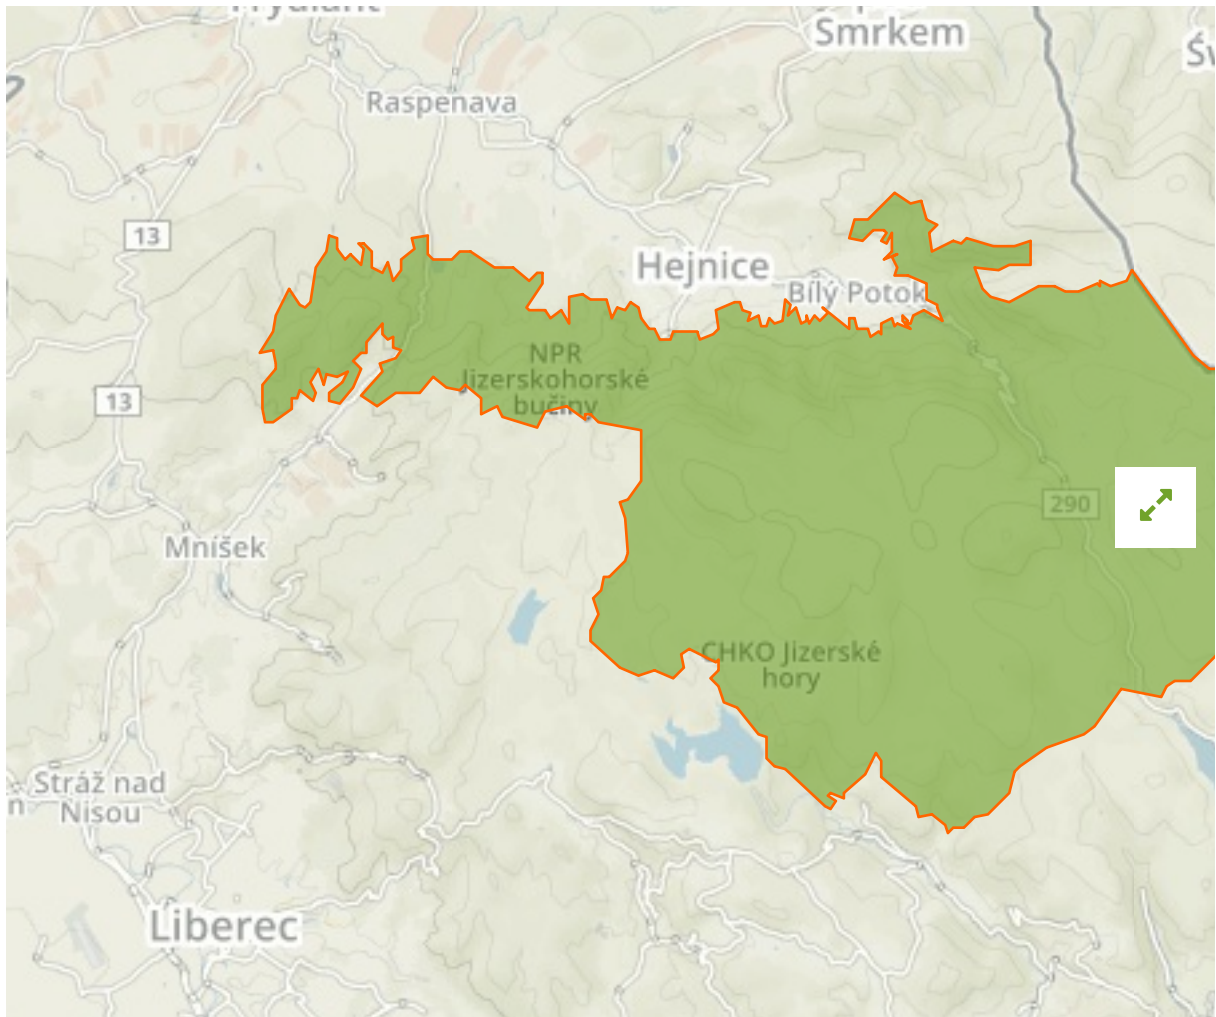 Smrkem
Raspenava
13
Hejnice
Bílý Potok
NPR
Jizerskohorské
bučiny
13
290
Mníšek
CHKO Jizerské
hory
Stráž nad
Nisou
Liberec